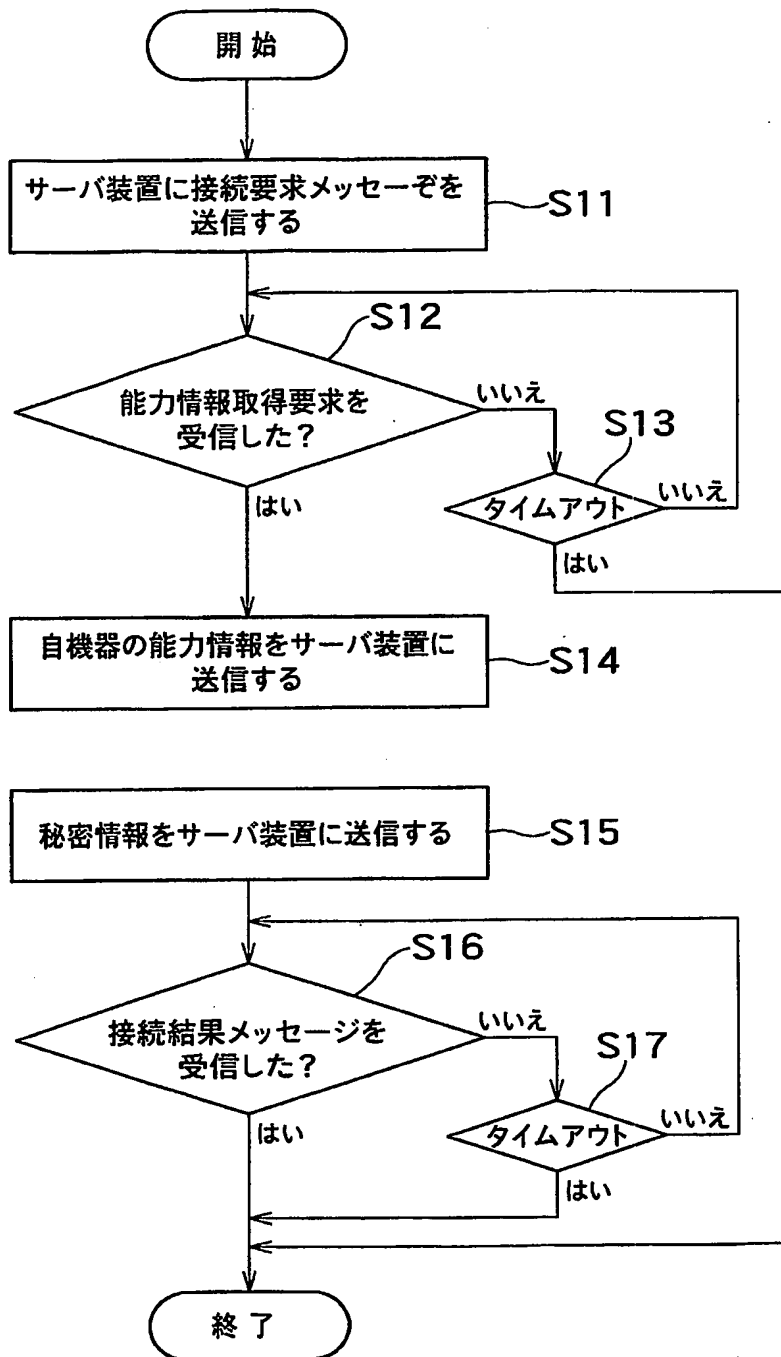 開始
サーバ装置に接続要求メッセーぞを
送信する
S11
S12
能力情報取得要求を
受信した？
いいえ
S13
タイムアウト
いいえ
はい
はい
自機器の能力情報をサーバ装置に
送信する
S14
秘密情報をサーバ装置に送信する
S15
S16
接続結果メッセージを
受信した？
いいえ
S17
タイムアウト
いいえ
はい
はい
終了